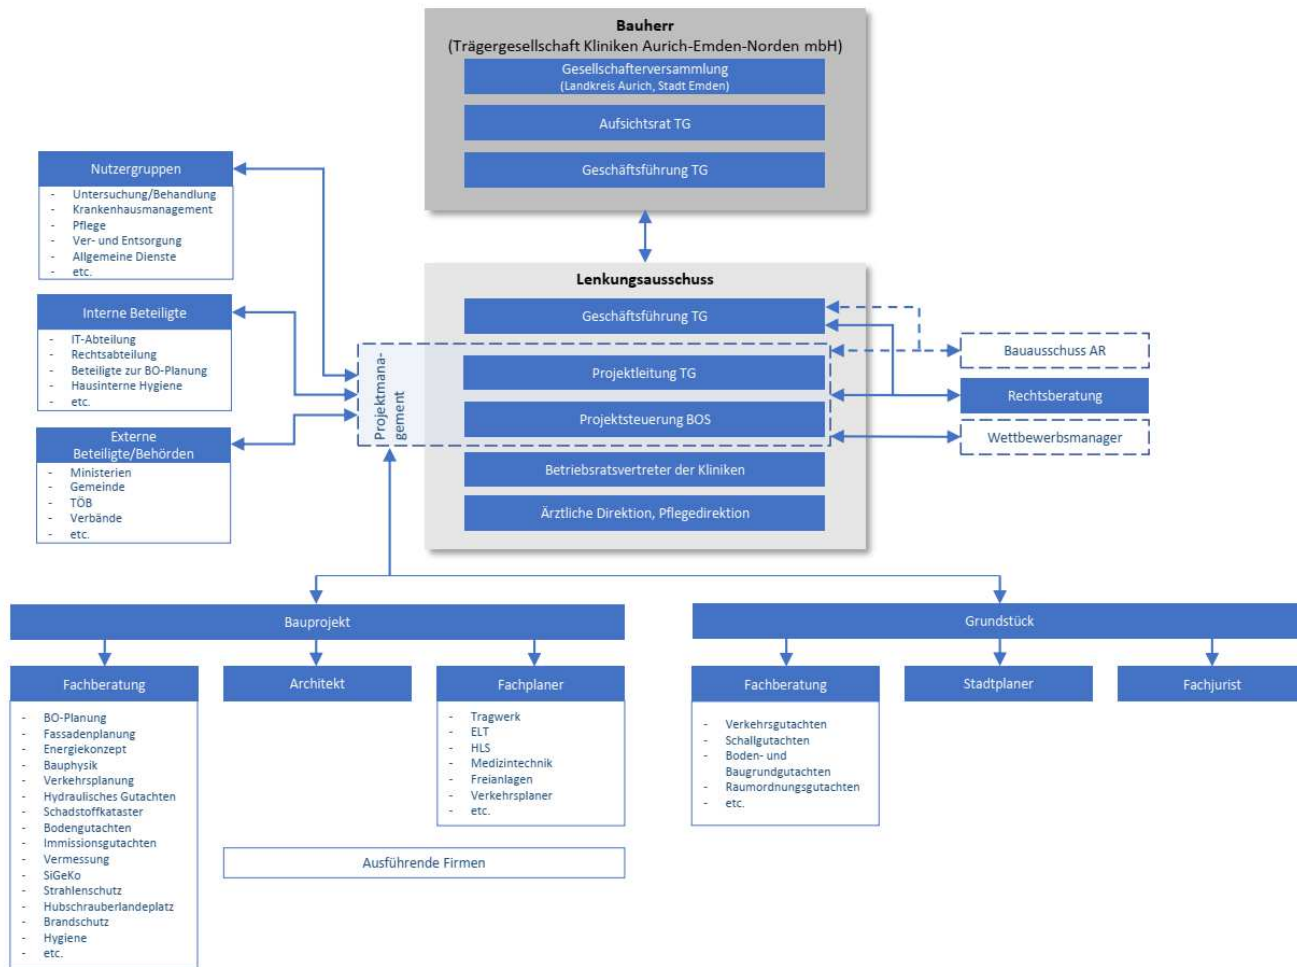 Bauherr
(Trägergesellschaft Kliniken Aurich-Emden-Norden mbH)
Gesellschafterversammlung
(Landkreis Aurich, Stadt Emden)
Aufsichtsrat TG
Geschäftsführung TG
Nutzergruppen
- Untersuchung/Behandlung
- Krankenhausmanagement
- Pflege
- Ver- und Entsorgung
- Allgemeine Dienste
- etc.
Interne Beteiligte
- IT-Abteilung
- Rechtsabteilung
- Beteiligte zur BO-Planung
- Hausinterne Hygiene
- etc.
Externe
Beteiligte/Behörden
- Ministerien
- Gemeinde
- TÖB
- Verbände
- etc.
Lenkungsausschuss
Geschäftsführung TG
Projektmana-
gement
Projektleitung TG
Projektsteuerung BOS
Betriebsratsvertreter der Kliniken
Ärztliche Direktion, Pflegedirektion
Bauausschuss AR
Rechtsberatung
Wettbewerbsmanager
Bauprojekt
Fachberatung
- BO-Planung
- Fassadenplanung
- Energiekonzept
- Bauphysik
- Verkehrsplanung
- Hydraulisches Gutachten
- Schadstoffkataster
- Bodengutachten
- Immissionsgutachten
- Vermessung
- SiGeKo
- Strahlenschutz
- Hubschrauberlandeplatz
- Brandschutz
- Hygiene
- etc.
Architekt
Fachplaner
- Tragwerk
- ELT
- HLS
- Medizintechnik
- Freianlagen
- Verkehrsplaner
- etc.
Ausführende Firmen
Grundstück
Fachberatung
- Verkehrsgutachten
- Schallgutachten
- Boden- und
Baugrundgutachten
- Raumordnungsgutachten
- etc.
Stadtplaner
Fachjurist